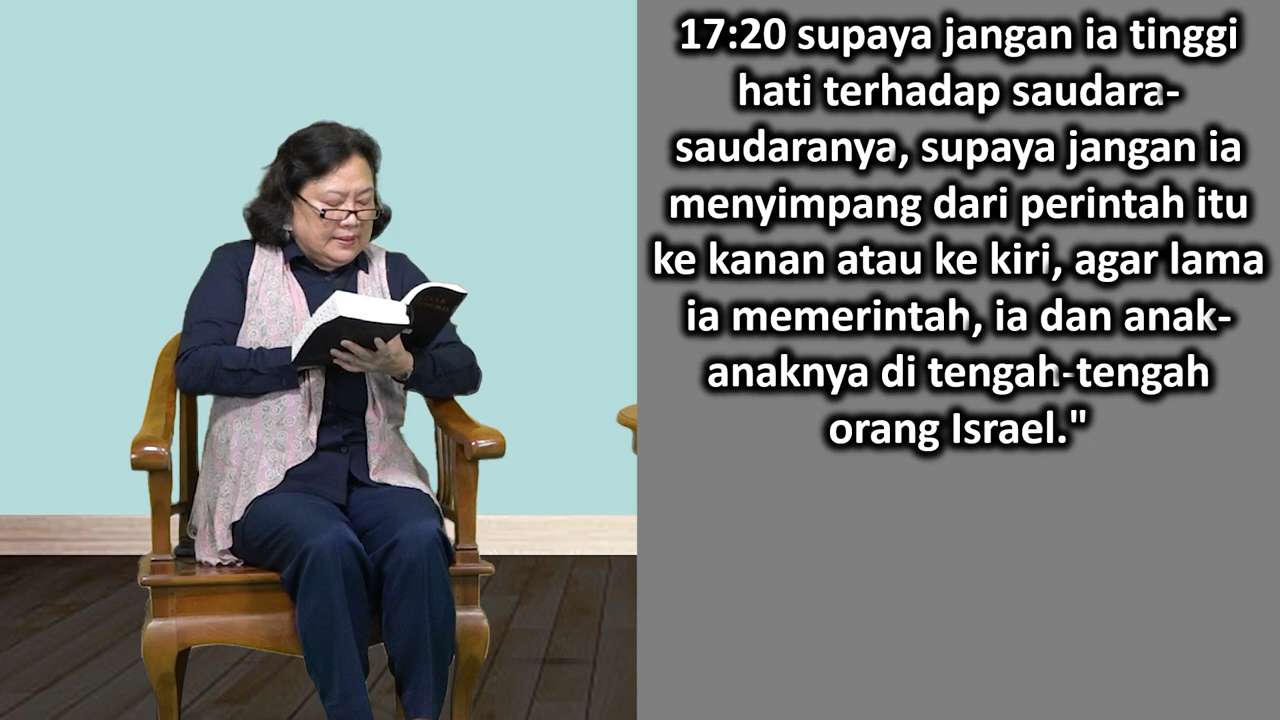 17:20 supaya jangan ia tinggi
hati terhadap saudara-
saudaranya, supaya jangan ia
menyimpang dari perintah itu
ke kanan atau ke kiri, agar lama
ia memerintah, ia dan anak-
anaknya di tengah-tengah
orang Israel."